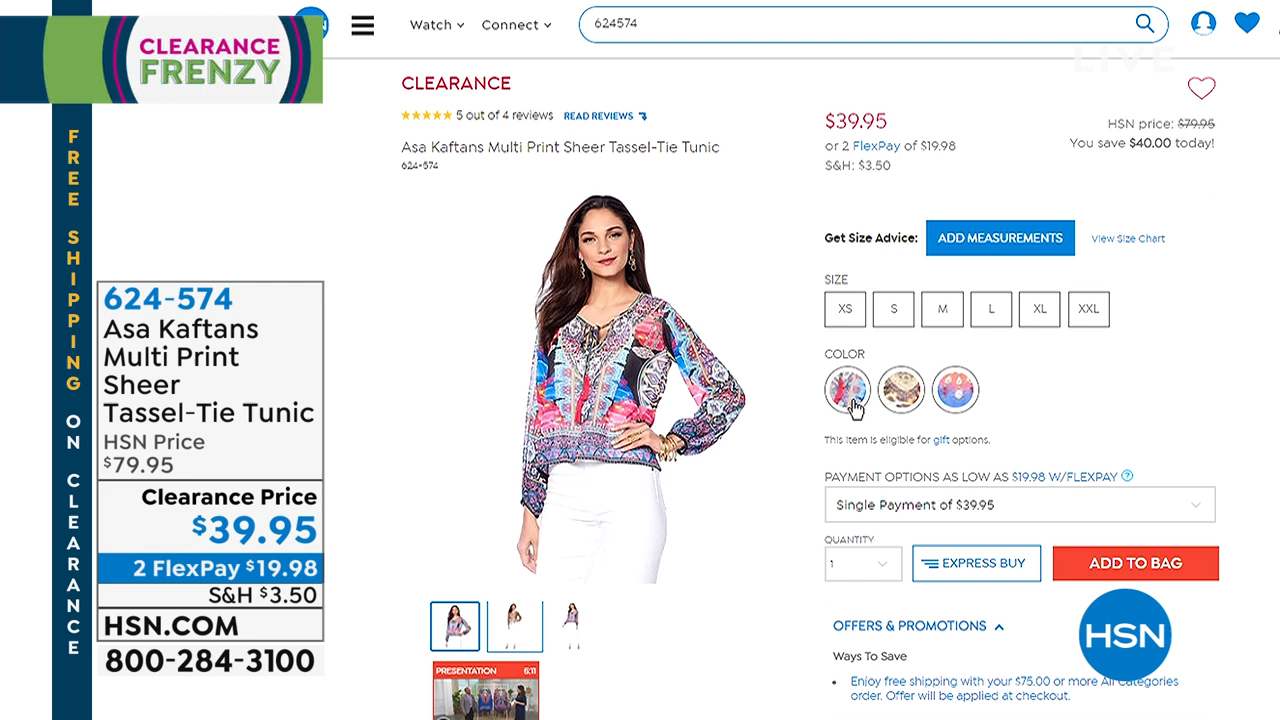 CLEARANCE
FRENZY
FREE SHIPPING ON CLEARANCE
624-574
Asa Kaftans
Multi Print
Sheer
Tassel-Tie Tunic
HSN Price
$79.95
Clearance Price
$39.95
2 FlexPay $19.98
S&H $3.50
HSN.COM
800-284-3100
Watch
Connect
624574
LIVE
CLEARANCE
5 out of 4 reviews READ REVIEWS
Asa Kaftans Multi Print Sheer Tassel-Tie Tunic
624-574
PRESENTATION 6:11
$39.95
HSN price: $79.95
or 2 FlexPay of $19.98
You save $40.00 today!
S&H: $3.50
Get Size Advice: ADD MEASUREMENTS View Size Chart
SIZE
XS S M L XL XXL
COLOR
This item is eligible for gift options.
PAYMENT OPTIONS AS LOW AS $19.98 W/FLEXPAY ?
Single Payment of $39.95
QUANTITY
1 EXPRESS BUY ADD TO BAG
OFFERS & PROMOTIONS
HSN
Ways To Save
• Enjoy free shipping with your $75.00 or more All Categories
order. Offer will be applied at checkout.